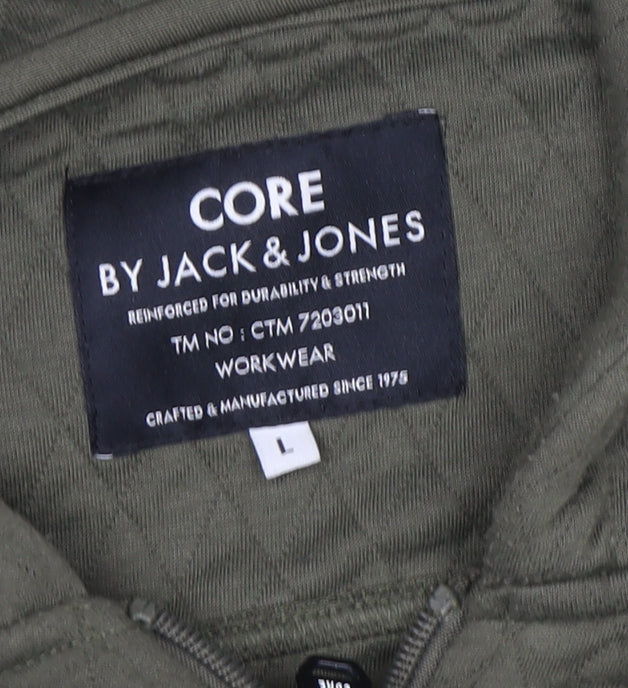 CORE
BY JACK & JONES
REINFORCED FOR DURABILITY & STRENGTH
TM NO : CTM 7203011
WORKWEAR
CRAFTED & MANUFACTURED SINCE 1975
L